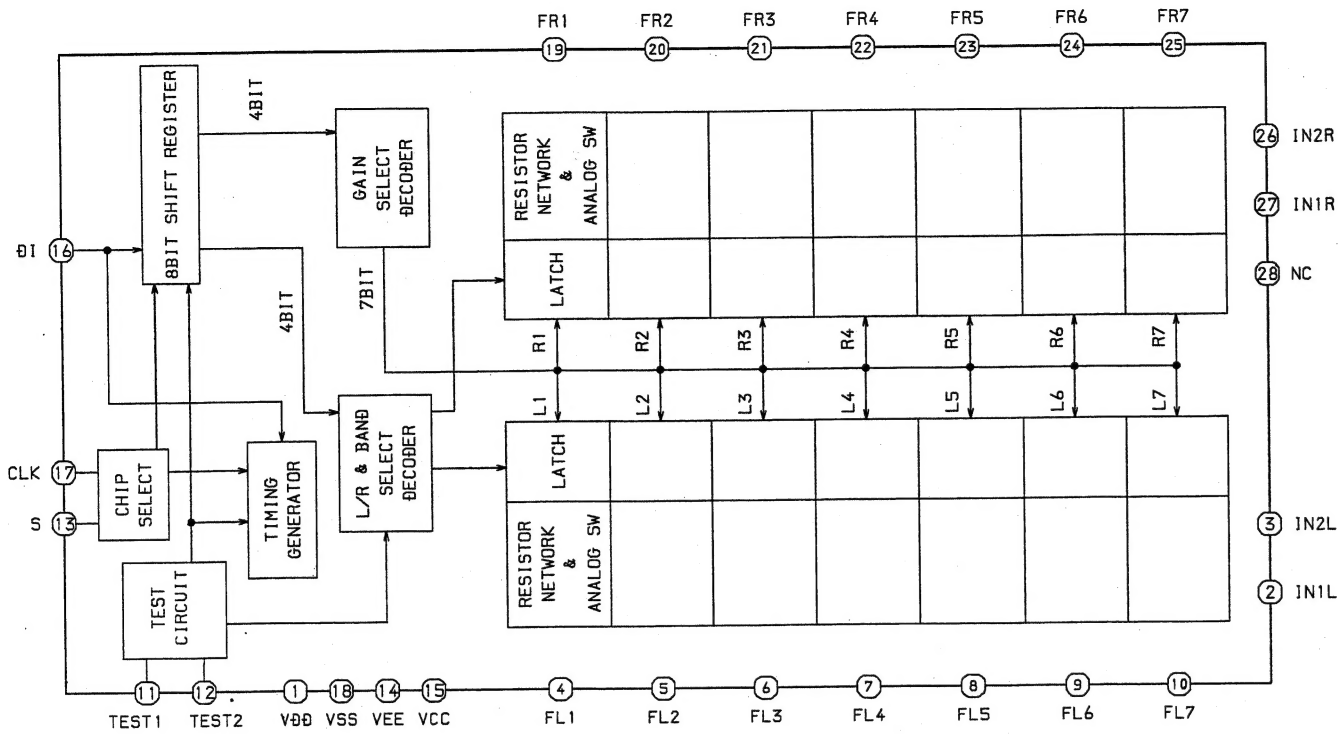 FR1 FR2 FR3 FR4 FR5 FR6 FR7
19 20 21 22 23 24 25
8BIT SHIFT REGISTER
4BIT
GAIN
SELECT
DECODER
RESISTOR
NETWORK
&
ANALOG SW
26 IN2R
27 IN1R
28 NC
DI 16
4BIT
7BIT
LATCH
R1 R2 R3 R4 R5 R6 R7
L1 L2 L3 L4 L5 L6 L7
L/R & BAND
SELECT
DECODER
LATCH
CLK 17
S 13
CHIP
SELECT
TIMING
GENERATOR
RESISTOR
NETWORK
&
ANALOG SW
3 IN2L
2 IN1L
TEST
CIRCUIT
11 12 1 18 14 15 4 5 6 7 8 9 10
TEST1 TEST2 VDD VSS VEE VCC FL1 FL2 FL3 FL4 FL5 FL6 FL7